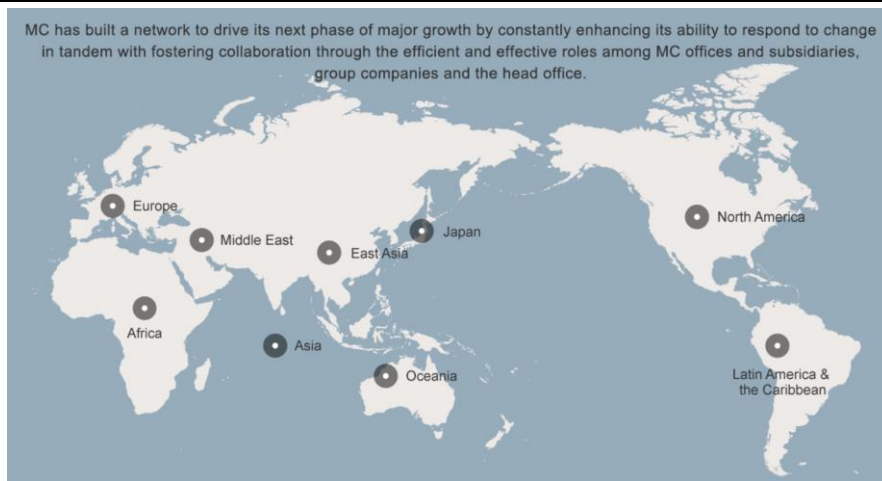 MC has built a network to drive its next phase of major growth by constantly enhancing its ability to respond to change
in tandem with fostering collaboration through the efficient and effective roles among MC offices and subsidiaries,
group companies and the head office.
Europe
Middle East
East Asia
Japan
North America
Africa
Asia
Oceania
Latin America &
the Caribbean